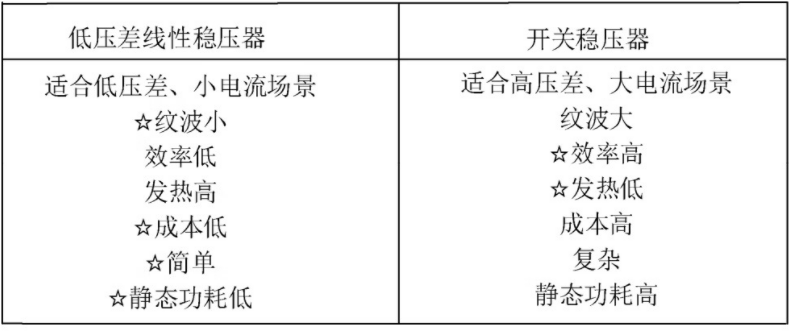 低压差线性稳压器 开关稳压器
适合低压差、小电流场景 适合高压差、大电流场景
☆纹波小 纹波大
效率低 ☆效率高
发热高 ☆发热低
☆成本低 成本高
☆简单 复杂
☆静态功耗低 静态功耗高